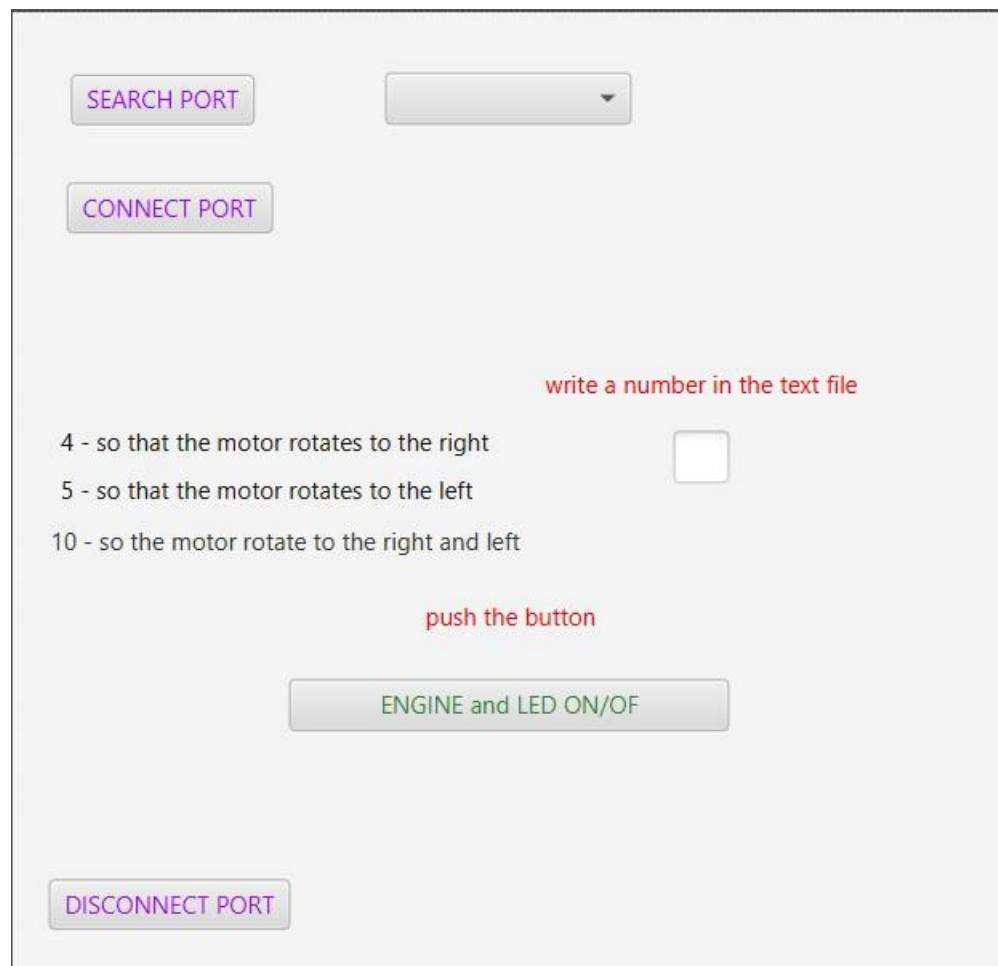 SEARCH PORT
CONNECT PORT
write a number in the text file
4 - so that the motor rotates to the right
5 - so that the motor rotates to the left
10 - so the motor rotate to the right and left
push the button
ENGINE and LED ON/OF
DISCONNECT PORT